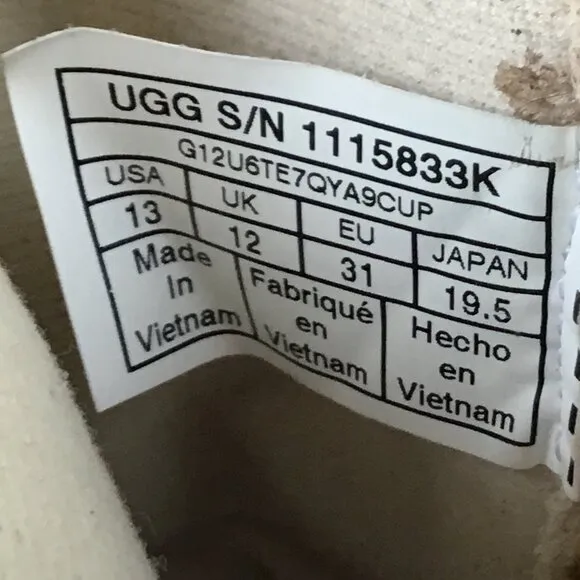 UGG S/N 1115833K
G12U6TE7QYA9CUP
USA UK EU JAPAN
13 12 31 19.5
Made In Vietnam
Fabriqué en Vietnam
Hecho en Vietnam